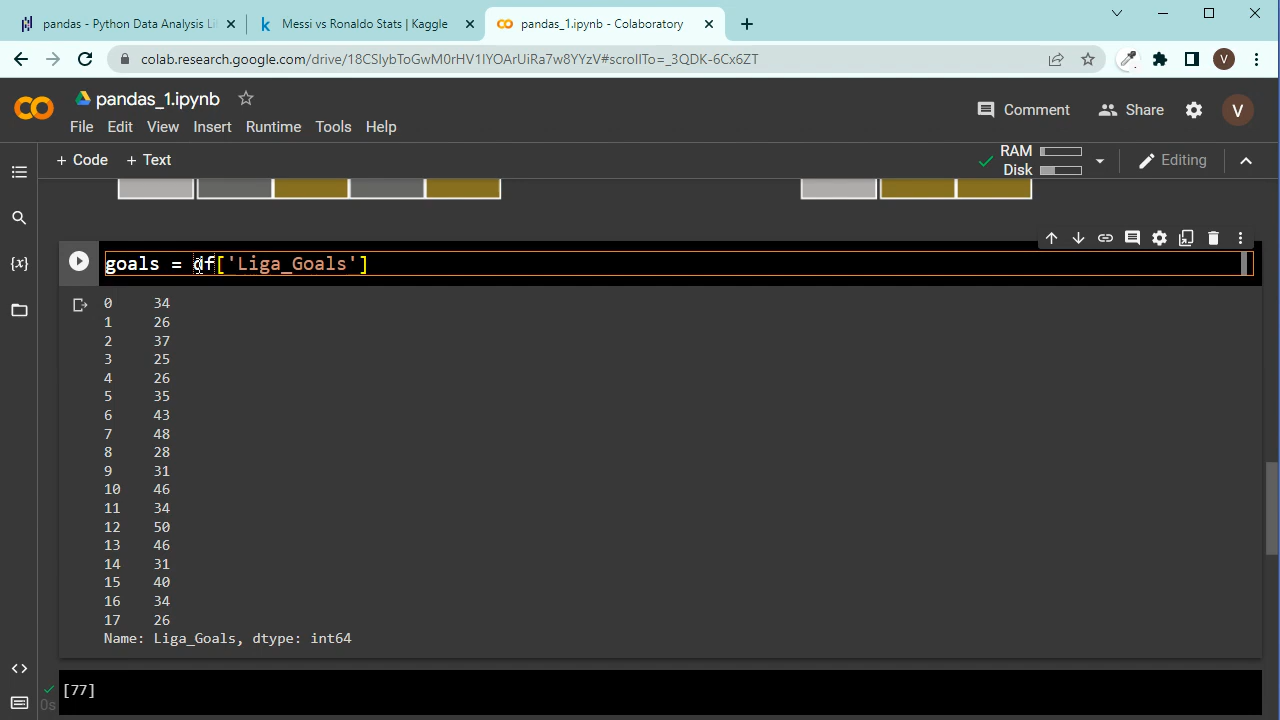 pandas - Python Data Analysis Li
Messi vs Ronaldo Stats | Kaggle
pandas_1.ipynb - Colaboratory
colab.research.google.com/drive/18CSlybToGwM0rHV1IYOArUiRa7w8YYzV#scrollTo=_3QDK-6Cx6ZT
V
pandas_1.ipynb
Comment
Share
V
File Edit View Insert Runtime Tools Help
+ Code + Text
RAM
Disk
Editing
{x}
goals = df['Liga_Goals']
0 34
1 26
2 37
3 25
4 26
5 35
6 43
7 48
8 28
9 31
10 46
11 34
12 50
13 46
14 31
15 40
16 34
17 26
Name: Liga_Goals, dtype: int64
[77]
0s